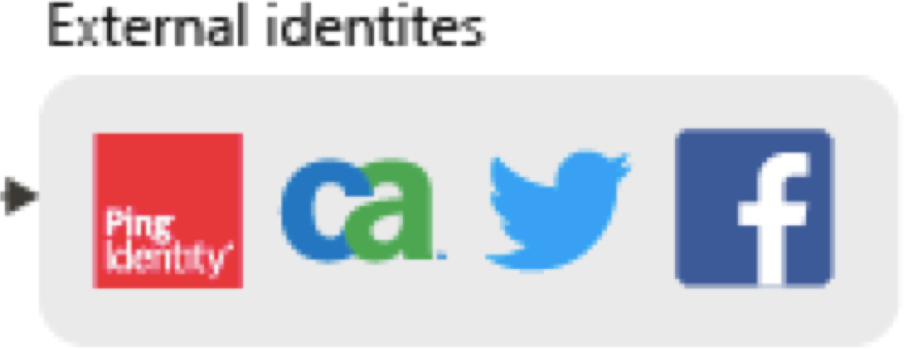 External identites
Ping
Identity
ca
f